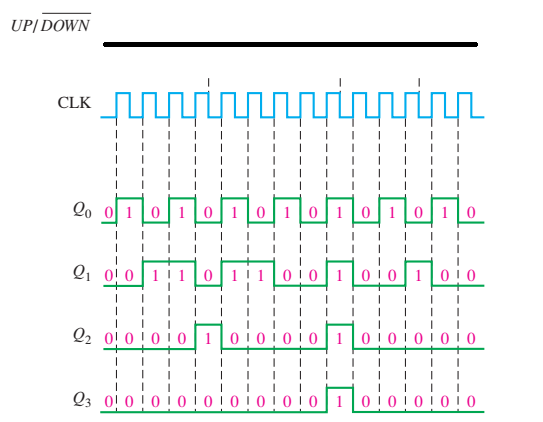 UP/DOWN
CLK
Q0 0 1 0 1 0 1 0 1 0 1 0 1 0 1 0
Q1 0 0 1 1 0 1 1 0 0 1 0 0 1 0 0
Q2 0 0 0 0 1 0 0 0 0 1 0 0 0 0 0
Q3 0 0 0 0 0 0 0 0 0 1 0 0 0 0 0